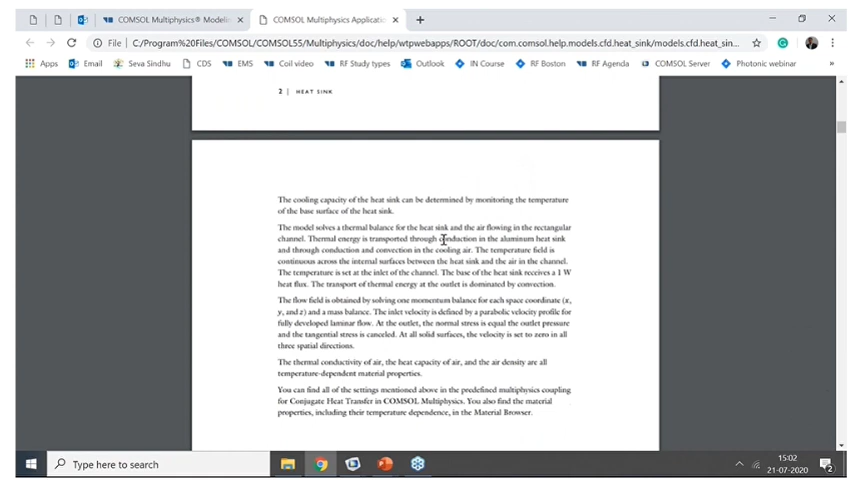 COMSOL Multiphysics® Modelin
COMSOL Multiphysics Applicatio
File
C:/Program%20Files/COMSOL/COMSOL55/Multiphysics/doc/help/wtpwebapps/ROOT/doc/com.comsol.help.models.cfd.heat_sink/models.cfd.heat_sin...
Apps Email Seva Sindhu CDS EMS Coil video RF Study types Outlook IN Course RF Boston RF Agenda COMSOL Server Photonic webinar »
2 | HEAT SINK
The cooling capacity of the heat sink can be determined by monitoring the temperature
of the base surface of the heat sink.
The model solves a thermal balance for the heat sink and the air flowing in the rectangular
channel. Thermal energy is transported through conduction in the aluminum heat sink
and through conduction and convection in the cooling air. The temperature field is
continuous across the internal surfaces between the heat sink and the air in the channel.
The temperature is set at the inlet of the channel. The base of the heat sink receives a 1 W
heat flux. The transport of thermal energy at the outlet is dominated by convection.
The flow field is obtained by solving one momentum balance for each space coordinate (x,
y, and z) and a mass balance. The inlet velocity is defined by a parabolic velocity profile for
fully developed laminar flow. At the outlet, the normal stress is equal the outlet pressure
and the tangential stress is canceled. At all solid surfaces, the velocity is set to zero in all
three spatial directions.
The thermal conductivity of air, the heat capacity of air, and the air density are all
temperature-dependent material properties.
You can find all of the settings mentioned above in the predefined multiphysics coupling
for Conjugate Heat Transfer in COMSOL Multiphysics. You also find the material
properties, including their temperature dependence, in the Material Browser.
Type here to search
15:02
21-07-2020
2